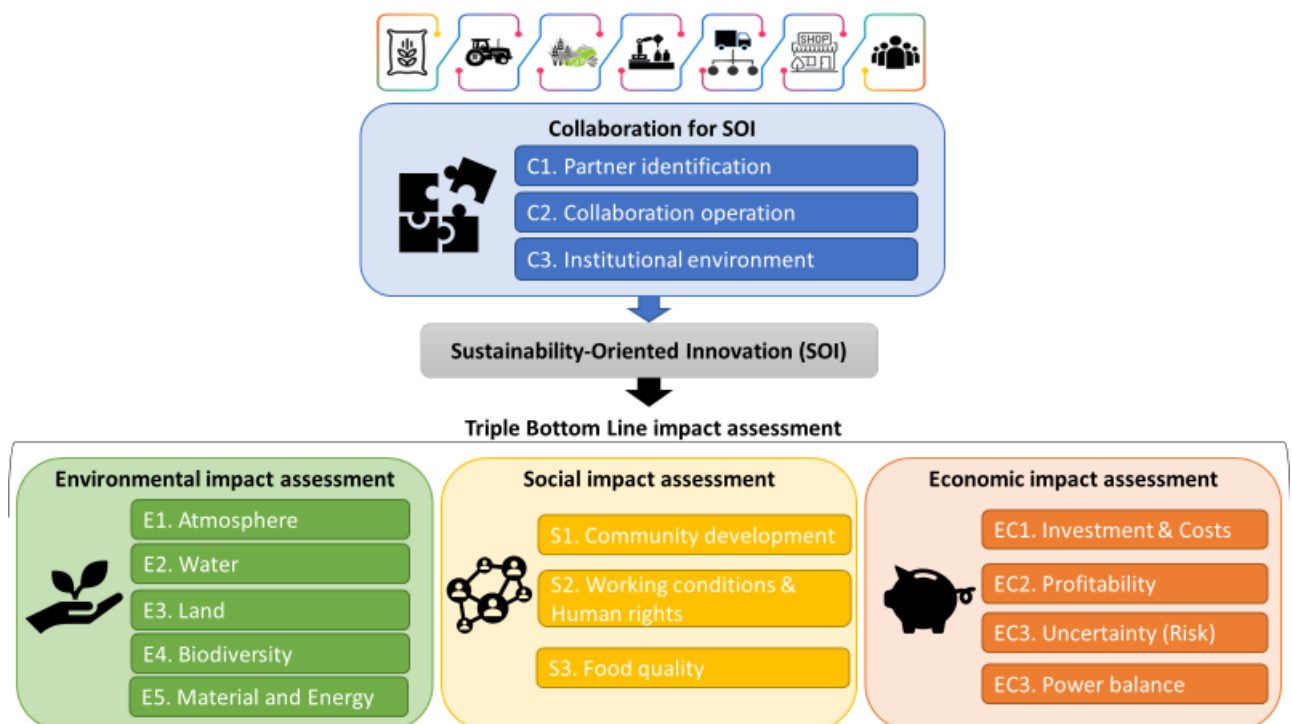 SHOP
Collaboration for SOI
C1. Partner identification
C2. Collaboration operation
C3. Institutional environment
Sustainability-Oriented Innovation (SOI)
Triple Bottom Line impact assessment
Environmental impact assessment
E1. Atmosphere
E2. Water
E3. Land
E4. Biodiversity
E5. Material and Energy
Social impact assessment
S1. Community development
S2. Working conditions &
Human rights
S3. Food quality
Economic impact assessment
EC1. Investment & Costs
EC2. Profitability
EC3. Uncertainty (Risk)
EC3. Power balance